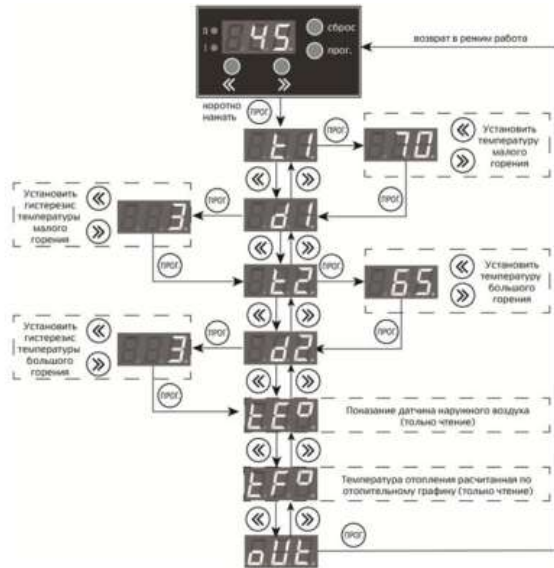 II
I
45
сброс
прог.
возврат в режим работа
коротко
нажать
ПРОГ
t1.
ПРОГ
70
Установить
температуру
малого
горения
Установить
гистерезис
температуры
малого
горения
3.
ПРОГ
d1.
ПРОГ
ПРОГ
t2.
ПРОГ
65.
Установить
температуру
большого
горения
Установить
гистерезис
температуры
большого
горения
3.
ПРОГ
d2.
ПРОГ
ПРОГ
tE°
Показание датчина наружного воздуха
(только чтение)
tF°
Температура отопления расчитанная по
отопительному графину (только чтение)
oUt
ПРОГ